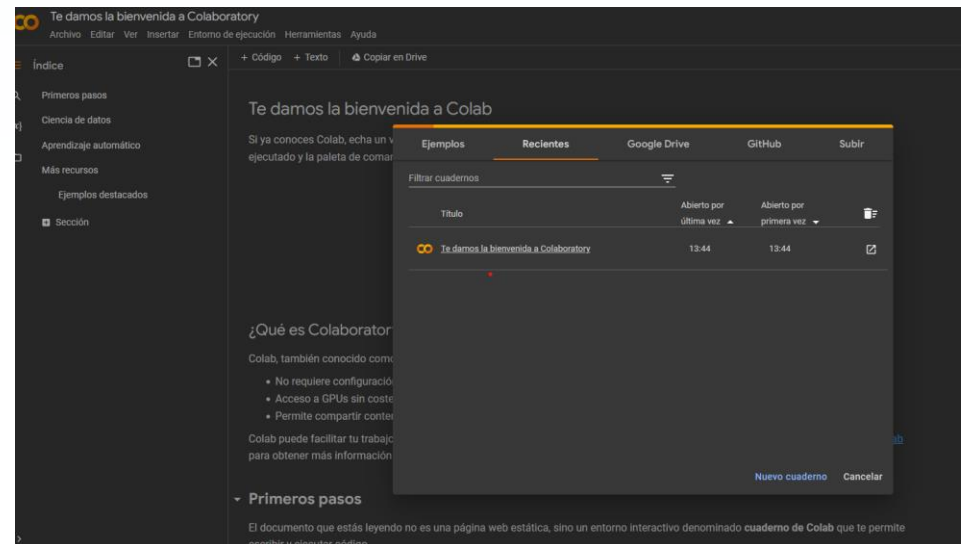 Te damos la bienvenida a Colaboratory
Archivo Editar Ver Insertar Entorno de ejecución Herramientas Ayuda
Índice
Primeros pasos
Ciencia de datos
Aprendizaje automático
Más recursos
Ejemplos destacados
Sección
+ Código + Texto Copiar en Drive
Te damos la bienvenida a Colab
Si ya conoces Colab, echa un
ejecutado y la paleta de
¿Qué es
Colab, también conocido
No requiere
Acceso a GPUs sin coste
Permite compartir
Colab puede facilitar tu
para obtener más información
Primeros pasos
El documento que estás leyendo no es una página web estática, sino un entorno interactivo denominado cuaderno de Colab que te permite
Ejemplos Recientes Google Drive GitHub Subir
Filtrar cuadernos
Título
Abierto por
última vez
Abierto por
primera vez
Te damos la bienvenida a Colaboratory 13:44 13:44
Nuevo cuaderno Cancelar